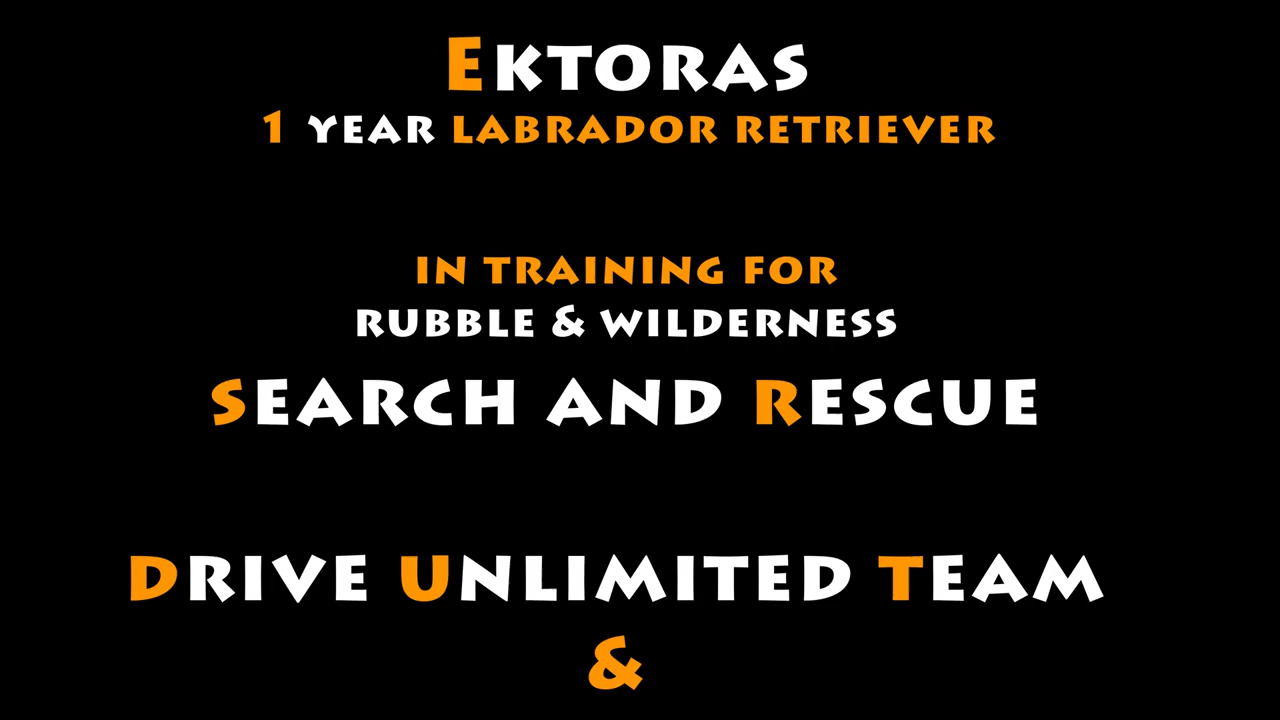 EKTORAS
1 YEAR LABRADOR RETRIEVER
IN TRAINING FOR
RUBBLE & WILDERNESS
SEARCH AND RESCUE
DRIVE UNLIMITED TEAM
&